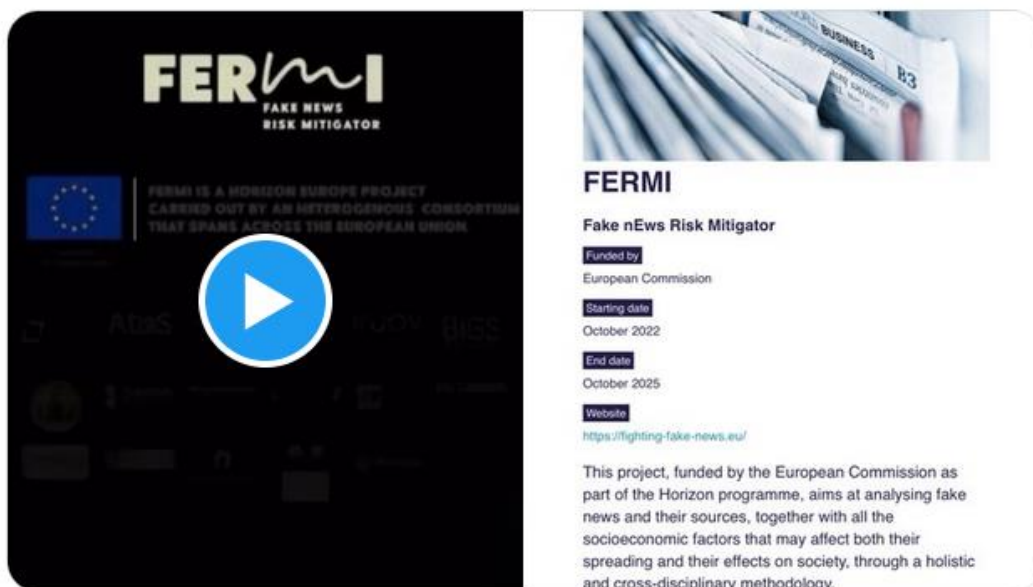 FERMI
FAKE NEWS
RISK MITIGATOR
FERMI IS A HORIZON EUROPE PROJECT
CARRIED OUT BY AN HETEROGENOUS CONSORTIUM
THAT SPANS ACROSS THE EUROPEAN UNION
BIGS
BUSINESS
B3
FERMI
Fake nEws Risk Mitigator
Funded by
European Commission
Starting date
October 2022
End date
October 2025
Website
https://fighting-fake-news.eu/
This project, funded by the European Commission as
part of the Horizon programme, aims at analysing fake
news and their sources, together with all the
socioeconomic factors that may affect both their
spreading and their effects on society, through a holistic
and cross-disciplinary methodology.